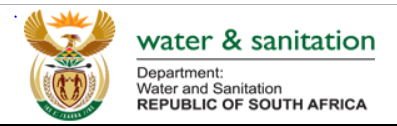 water & sanitation
Department:
Water and Sanitation
REPUBLIC OF SOUTH AFRICA